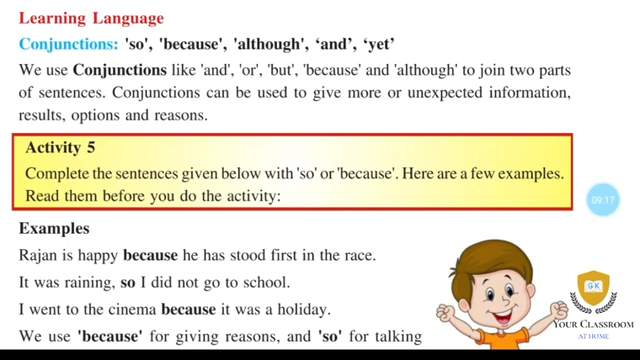 Learning Language
Conjunctions: 'so', 'because', 'although', ‘and’, ‘yet’
We use Conjunctions like 'and', 'or', 'but', 'because' and 'although' to join two parts
of sentences. Conjunctions can be used to give more or unexpected information,
results, options and reasons.
Activity 5
Complete the sentences given below with 'so' or 'because'. Here are a few examples.
Read them before you do the activity:
09:17
Examples
Rajan is happy because he has stood first in the race.
It was raining, so I did not go to school.
I went to the cinema because it was a holiday.
We use 'because' for giving reasons, and 'so' for talking
G K
YOUR CLASSROOM
AT HOME